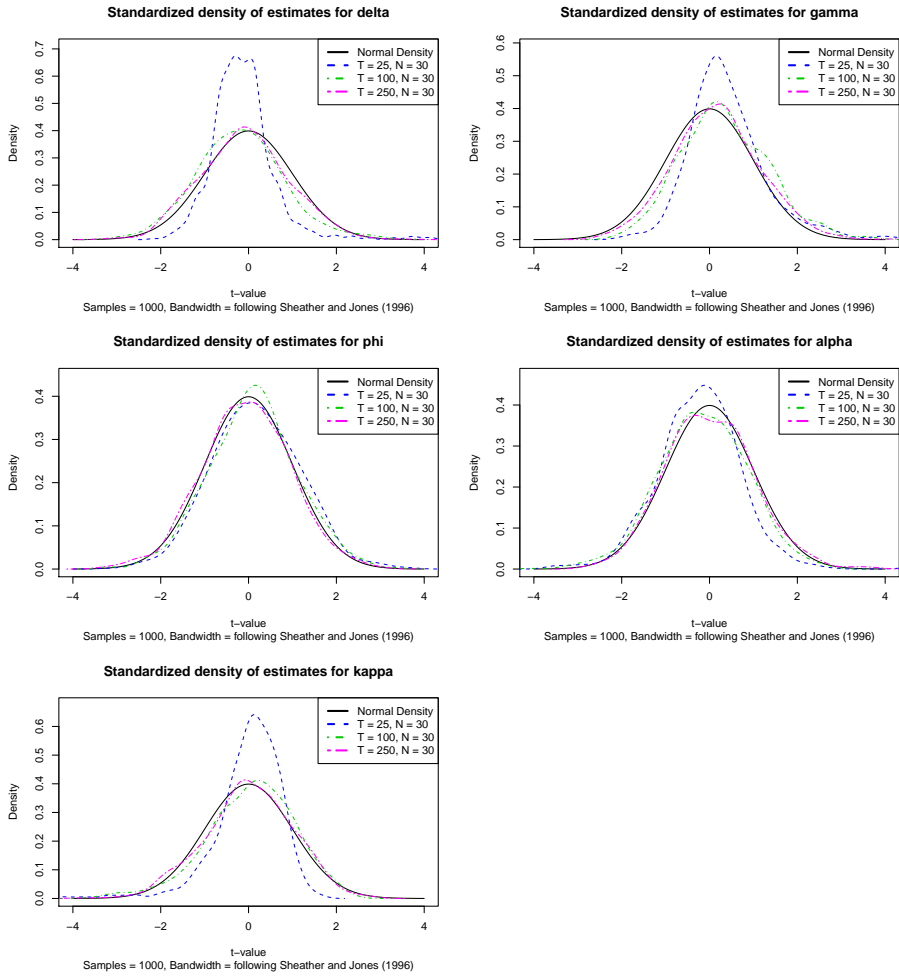 Standardized density of estimates for delta
Density
0.0 0.1 0.2 0.3 0.4 0.5 0.6 0.7
Normal Density
T = 25, N = 30
T = 100, N = 30
T = 250, N = 30
−4 −2 0 2 4
t−value
Samples = 1000, Bandwidth = following Sheather and Jones (1996)
Standardized density of estimates for gamma
Density
0.0 0.1 0.2 0.3 0.4 0.5 0.6
Normal Density
T = 25, N = 30
T = 100, N = 30
T = 250, N = 30
−4 −2 0 2 4
t−value
Samples = 1000, Bandwidth = following Sheather and Jones (1996)
Standardized density of estimates for phi
Density
0.0 0.1 0.2 0.3 0.4
Normal Density
T = 25, N = 30
T = 100, N = 30
T = 250, N = 30
−4 −2 0 2 4
t−value
Samples = 1000, Bandwidth = following Sheather and Jones (1996)
Standardized density of estimates for alpha
Density
0.0 0.1 0.2 0.3 0.4
Normal Density
T = 25, N = 30
T = 100, N = 30
T = 250, N = 30
−4 −2 0 2 4
t−value
Samples = 1000, Bandwidth = following Sheather and Jones (1996)
Standardized density of estimates for kappa
Density
0.0 0.1 0.2 0.3 0.4 0.5 0.6
Normal Density
T = 25, N = 30
T = 100, N = 30
T = 250, N = 30
−4 −2 0 2 4
t−value
Samples = 1000, Bandwidth = following Sheather and Jones (1996)